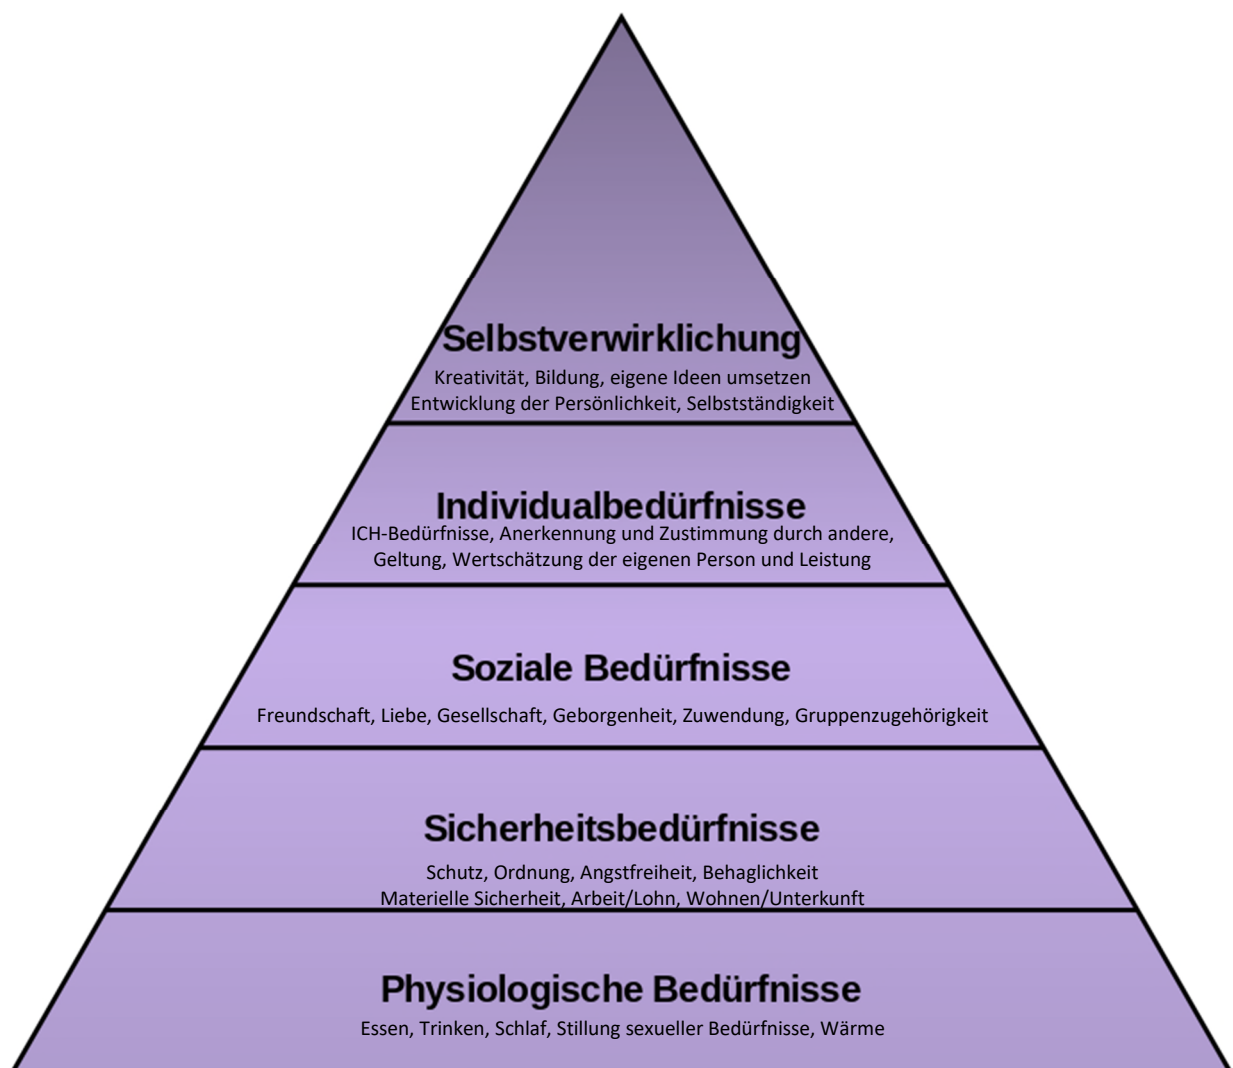 Selbstverwirklichung
Kreativität, Bildung, eigene Ideen umsetzen
Entwicklung der Persönlichkeit, Selbstständigkeit
Individualbedürfnisse
ICH-Bedürfnisse, Anerkennung und Zustimmung durch andere,
Geltung, Wertschätzung der eigenen Person und Leistung
Soziale Bedürfnisse
Freundschaft, Liebe, Gesellschaft, Geborgenheit, Zuwendung, Gruppenzugehörigkeit
Sicherheitsbedürfnisse
Schutz, Ordnung, Angstfreiheit, Behaglichkeit
Materielle Sicherheit, Arbeit/Lohn, Wohnen/Unterkunft
Physiologische Bedürfnisse
Essen, Trinken, Schlaf, Stillung sexueller Bedürfnisse, Wärme